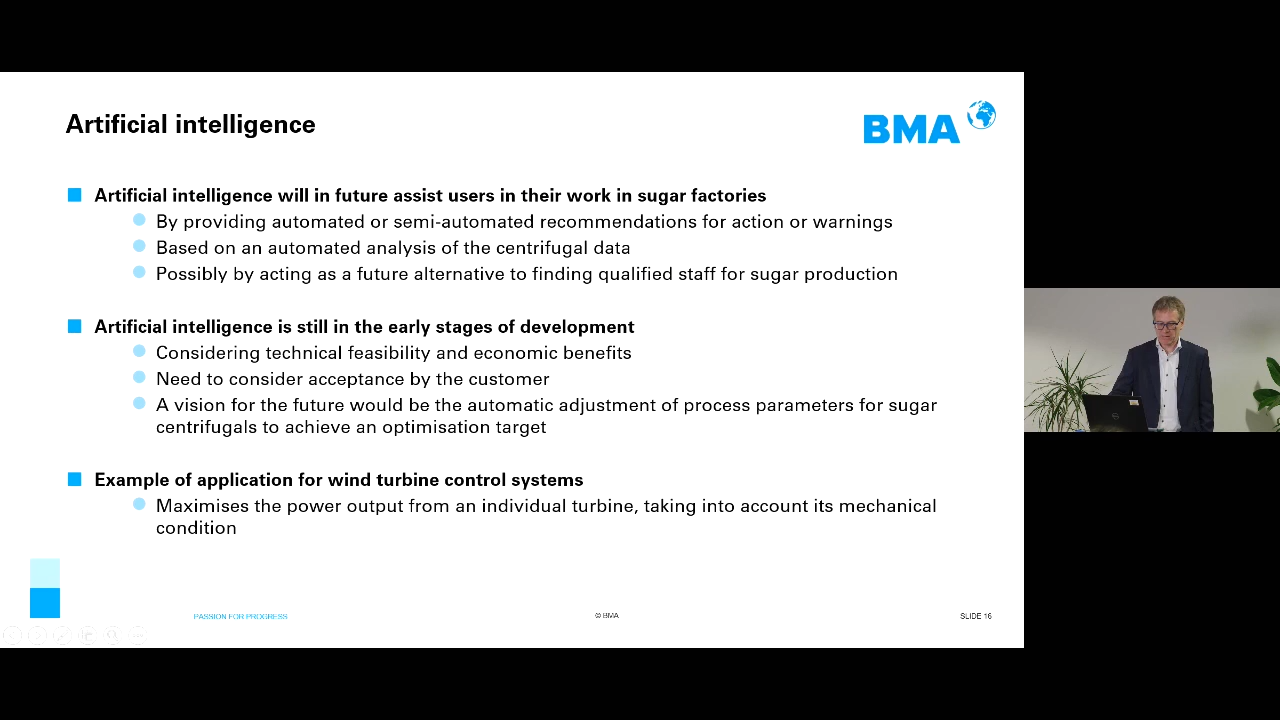 Artificial intelligence
BMA
Artificial intelligence will in future assist users in their work in sugar factories
By providing automated or semi-automated recommendations for action or warnings
Based on an automated analysis of the centrifugal data
Possibly by acting as a future alternative to finding qualified staff for sugar production
Artificial intelligence is still in the early stages of development
Considering technical feasibility and economic benefits
Need to consider acceptance by the customer
A vision for the future would be the automatic adjustment of process parameters for sugar
centrifugals to achieve an optimisation target
Example of application for wind turbine control systems
Maximises the power output from an individual turbine, taking into account its mechanical
condition
PASSION FOR PROGRESS
© BMA
SLIDE 16